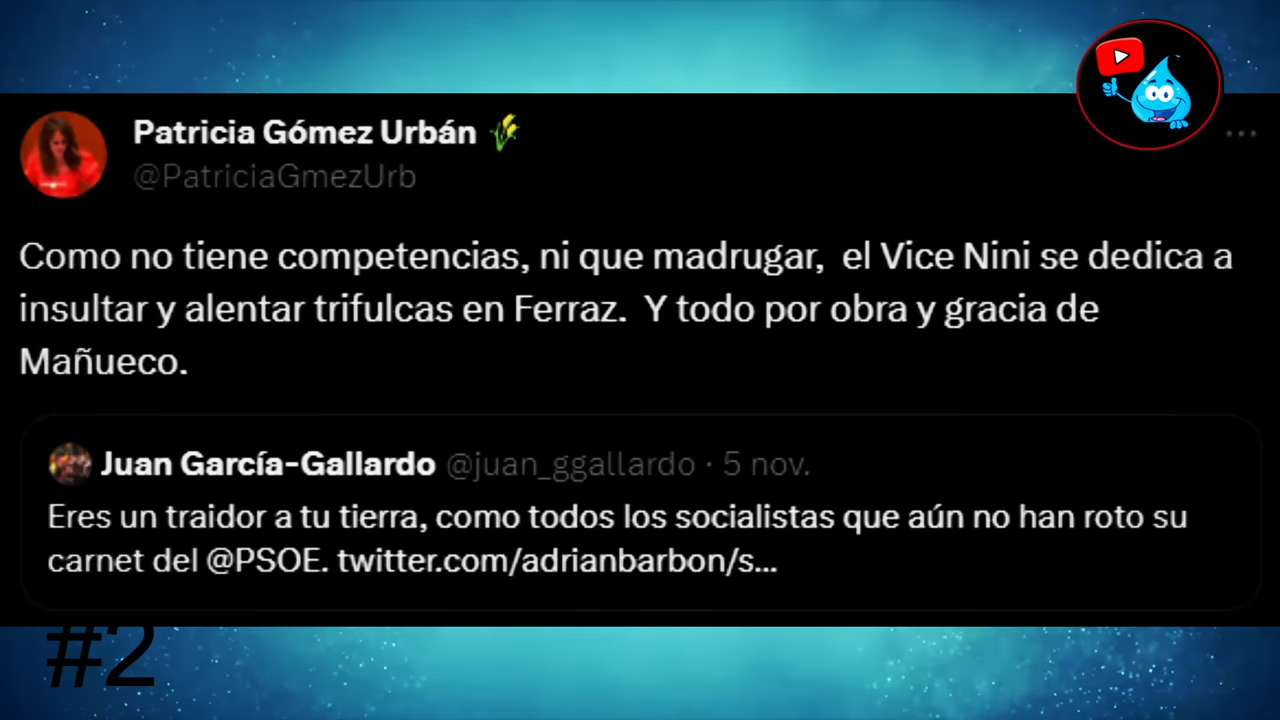 Patricia Gómez Urbán
@PatriciaGmezUrb
Como no tiene competencias, ni que madrugar, el Vice Nini se dedica a
insultar y alentar trifulcas en Ferraz. Y todo por obra y gracia de
Mañueco.
Juan García-Gallardo @juan_ggallardo · 5 nov.
Eres un traidor a tu tierra, como todos los socialistas que aún no han roto su
carnet del @PSOE. twitter.com/adrianbarbon/s...
#2